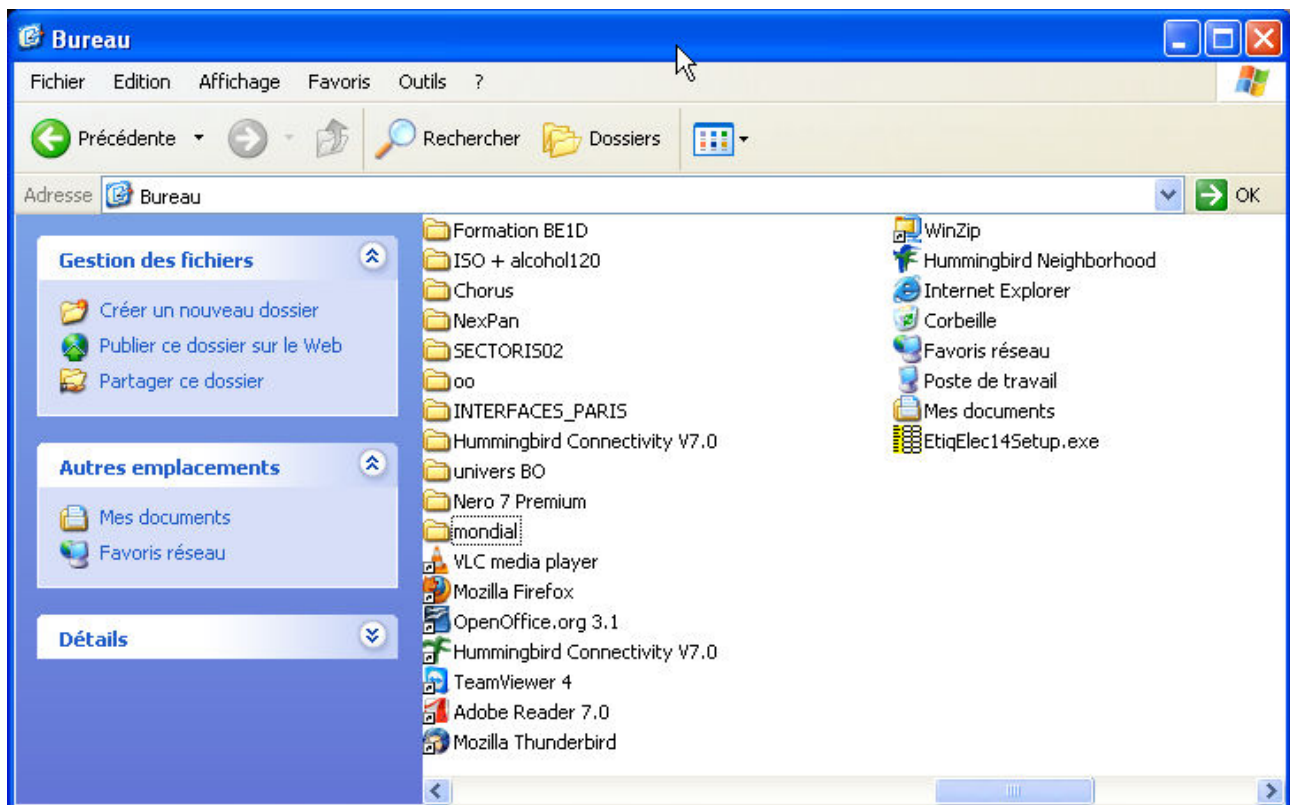 Bureau
Fichier Edition Affichage Favoris Outils ?
Précédente Rechercher Dossiers
Adresse Bureau OK
Gestion des fichiers
Créer un nouveau dossier
Publier ce dossier sur le Web
Partager ce dossier
Autres emplacements
Mes documents
Favoris réseau
Détails
Formation BE1D
ISO + alcohol120
Chorus
NexPan
SECTORIS02
oo
INTERFACES_PARIS
Hummingbird Connectivity V7.0
univers BO
Nero 7 Premium
mondial
VLC media player
Mozilla Firefox
OpenOffice.org 3.1
Hummingbird Connectivity V7.0
TeamViewer 4
Adobe Reader 7.0
Mozilla Thunderbird
WinZip
Hummingbird Neighborhood
Internet Explorer
Corbeille
Favoris réseau
Poste de travail
Mes documents
EtiqElec14Setup.exe